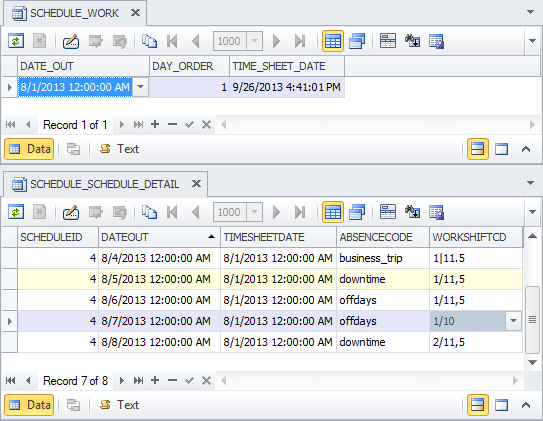 SCHEDULE_WORK
1000
DATE_OUT DAY_ORDER TIME_SHEET_DATE
8/1/2013 12:00:00 AM 1 9/26/2013 4:41:01 PM
Record 1 of 1
Data Text
SCHEDULE_SCHEDULE_DETAIL
1000
SCHEDULEID DATEOUT TIMESHEETDATE ABSENCECODE WORKSHIFTCD
4 8/4/2013 12:00:00 AM 8/1/2013 12:00:00 AM business_trip 1|11.5
4 8/5/2013 12:00:00 AM 8/1/2013 12:00:00 AM downtime 1/11,5
4 8/6/2013 12:00:00 AM 8/1/2013 12:00:00 AM offdays 1/11,5
4 8/7/2013 12:00:00 AM 8/1/2013 12:00:00 AM offdays 1/10
4 8/8/2013 12:00:00 AM 8/1/2013 12:00:00 AM downtime 2/11,5
Record 7 of 8
Data Text